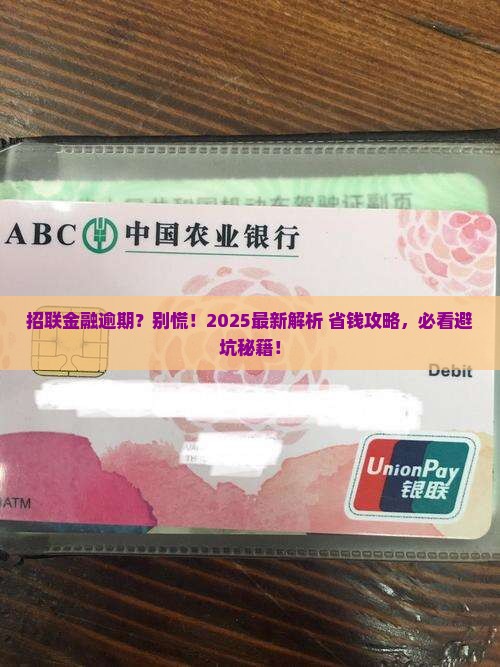 中国农业银行
ABC
招联金融逾期？别慌！2025最新解析 省钱攻略，必看避
坑秘籍！
Debit
VA
TH
UnionPay
银联
ATM